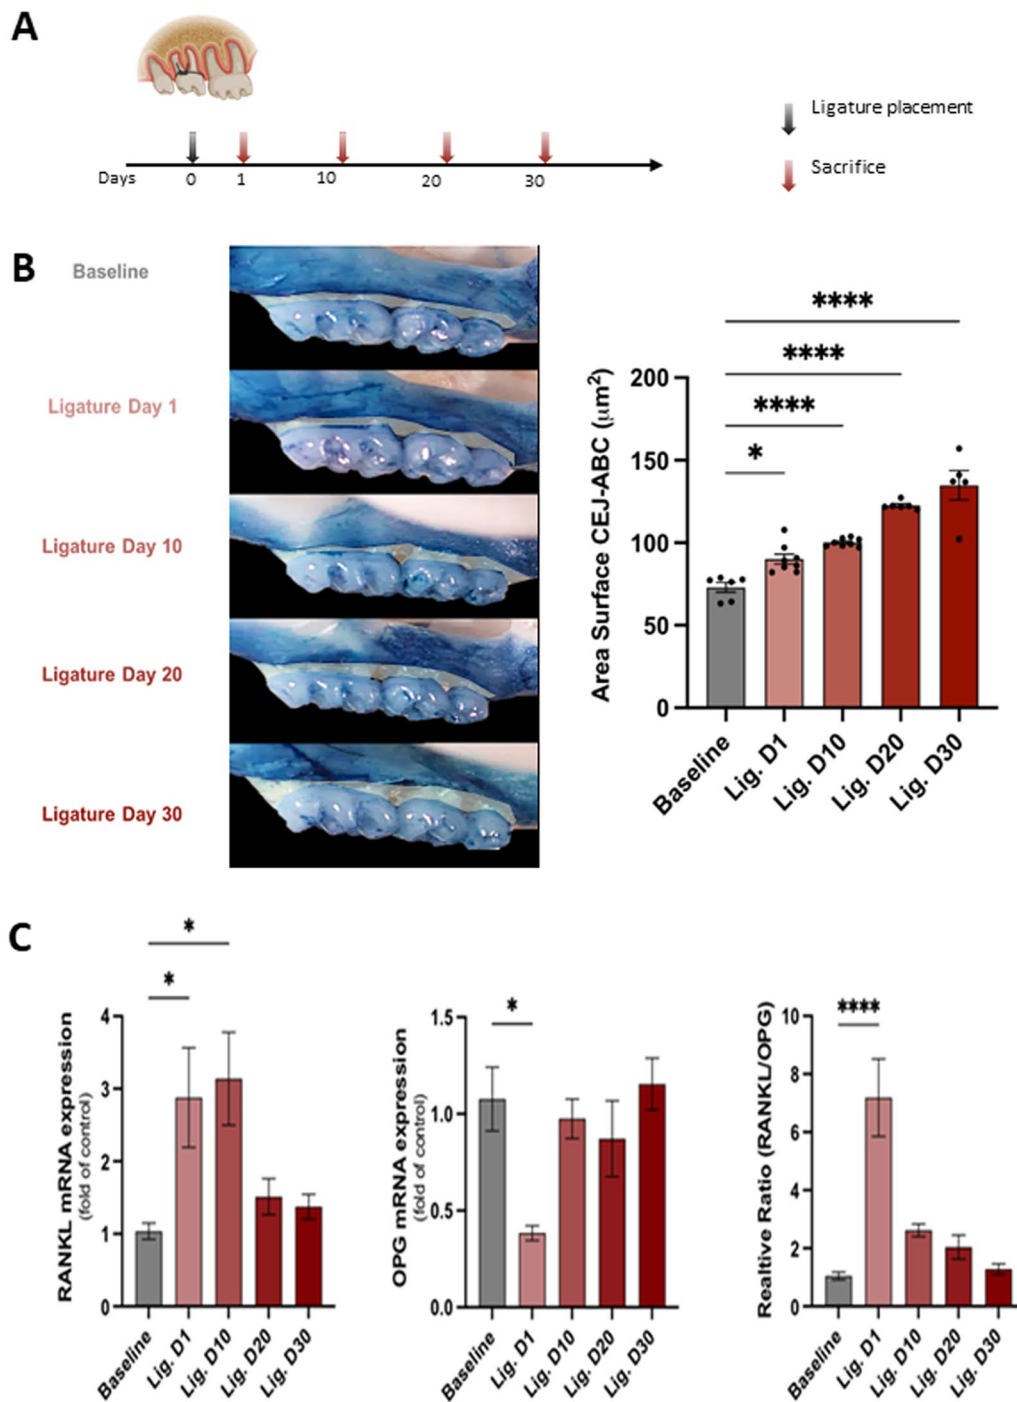 A
Ligature placement
Sacrifice
Days 0 1 10 20 30
B
Baseline
Ligature Day 1
Ligature Day 10
Ligature Day 20
Ligature Day 30
****
****
****
*
Area Surface CEJ-ABC (μm²)
200
150
100
50
0
Baseline
Lig. D1
Lig. D10
Lig. D20
Lig. D30
C
*
*
RANKL mRNA expression
(fold of control)
4
3
2
1
0
Baseline
Lig. D1
Lig. D10
Lig. D20
Lig. D30
*
OPG mRNA expression
(fold of control)
1.5
1.0
0.5
0.0
Baseline
Lig. D1
Lig. D10
Lig. D20
Lig. D30
****
Realtive Ratio (RANKL/OPG)
10
8
6
4
2
0
Baseline
Lig. D1
Lig. D10
Lig. D20
Lig. D30